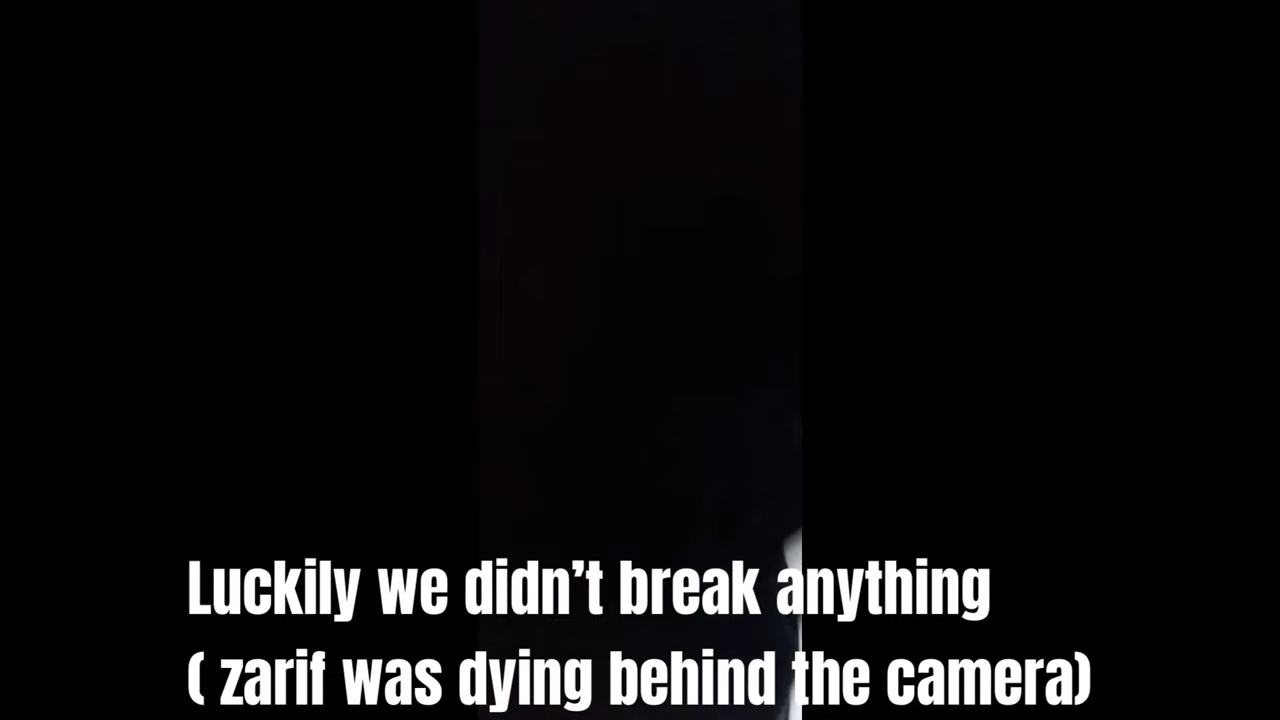 Luckily we didn’t break anything
( zarif was dying behind the camera)